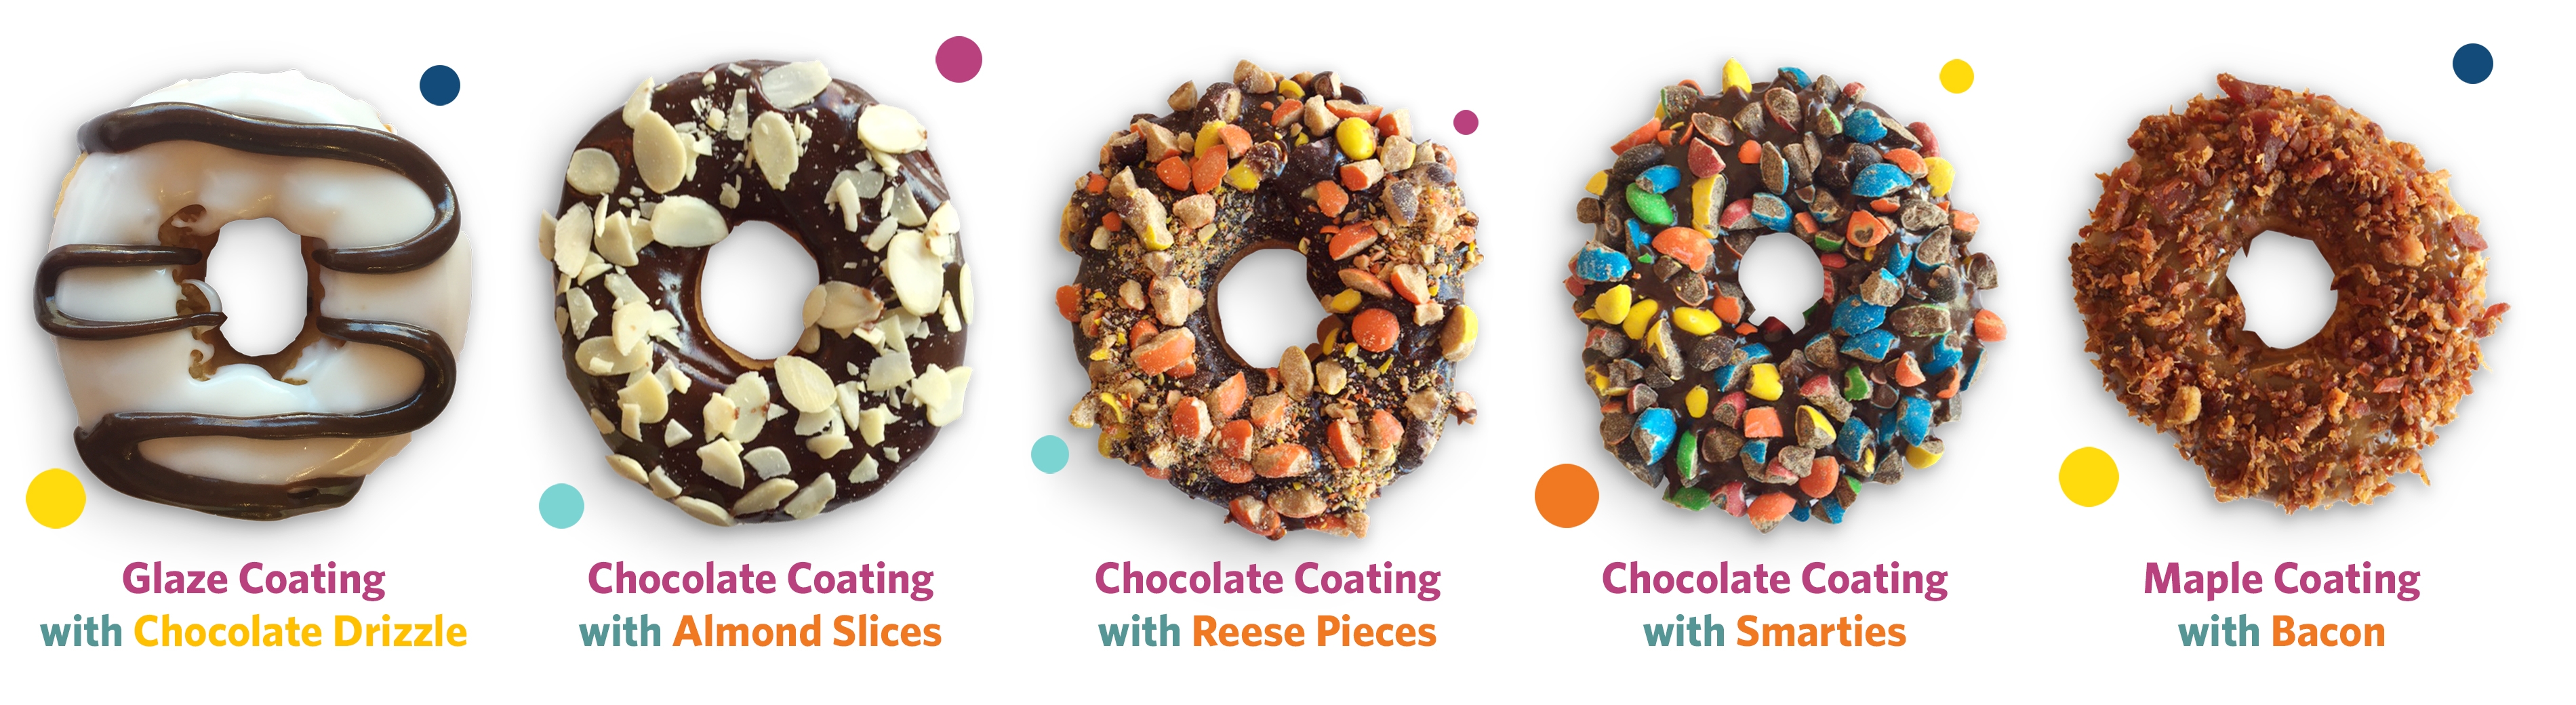 Glaze Coating
with Chocolate Drizzle
Chocolate Coating
with Almond Slices
Chocolate Coating
with Reese Pieces
Chocolate Coating
with Smarties
Maple Coating
with Bacon